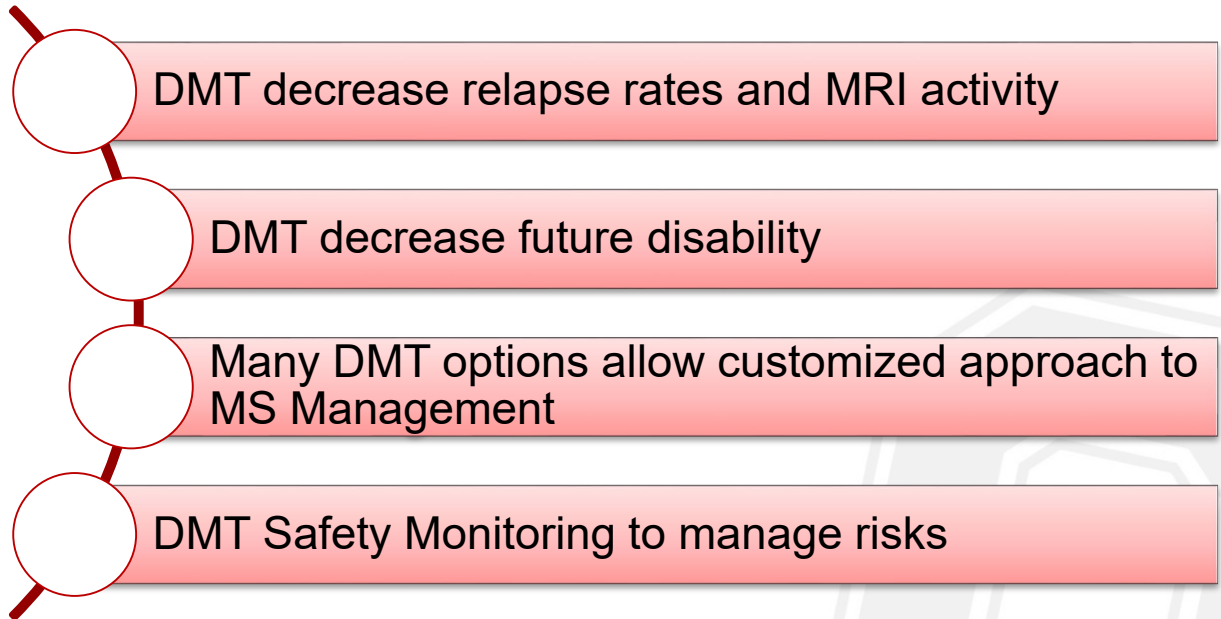 DMT decrease relapse rates and MRI activity
DMT decrease future disability
Many DMT options allow customized approach to
MS Management
DMT Safety Monitoring to manage risks